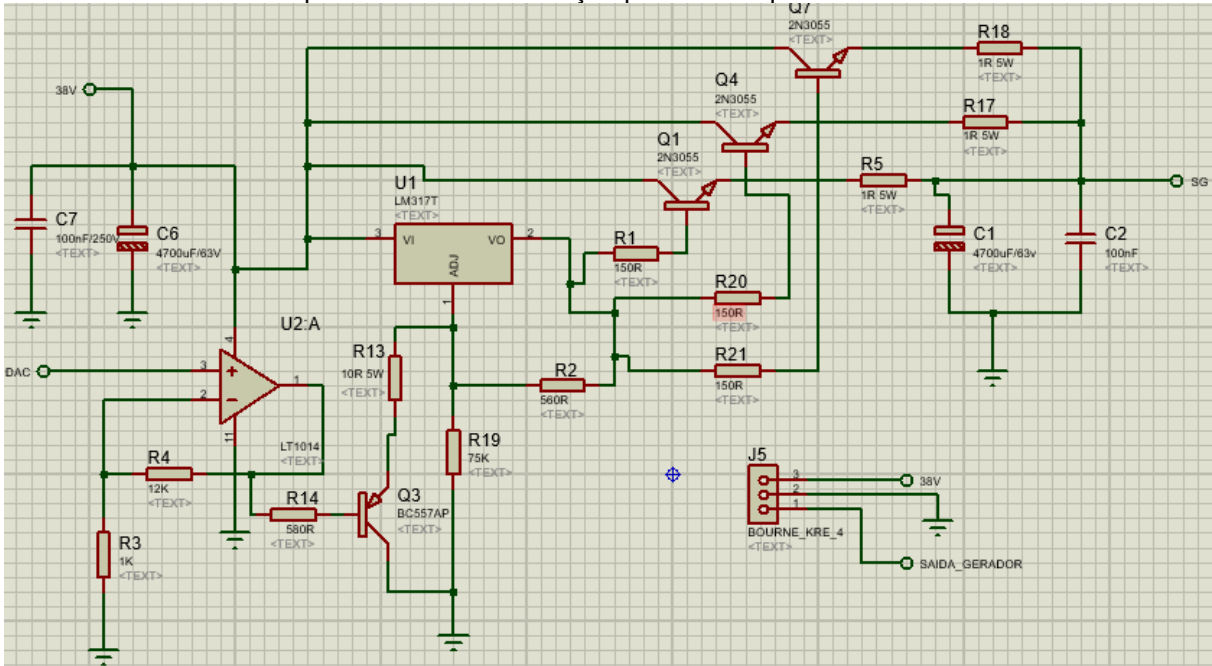 Q7
2N3055
<TEXT>
R18
1R 5W
<TEXT>
38V
Q4
2N3055
<TEXT>
R17
1R 5W
<TEXT>
Q1
2N3055
<TEXT>
R5
1R 5W
<TEXT>
SG
U1
LM317T
<TEXT>
3
VI
VO
2
ADJ
1
C7
100nF/250V
<TEXT>
C6
4700uF/63V
<TEXT>
R1
150R
<TEXT>
C1
4700uF/63v
<TEXT>
C2
100nF
<TEXT>
R20
150R
<TEXT>
U2:A
4
DAC
3
2
1
11
LT1014
<TEXT>
R13
10R 5W
<TEXT>
R2
560R
<TEXT>
R21
150R
<TEXT>
R19
75K
<TEXT>
R4
12K
<TEXT>
R14
580R
<TEXT>
Q3
BC557AP
<TEXT>
R3
1K
<TEXT>
J5
3
2
1
38V
BOURNE_KRE_4
<TEXT>
SAIDA_GERADOR